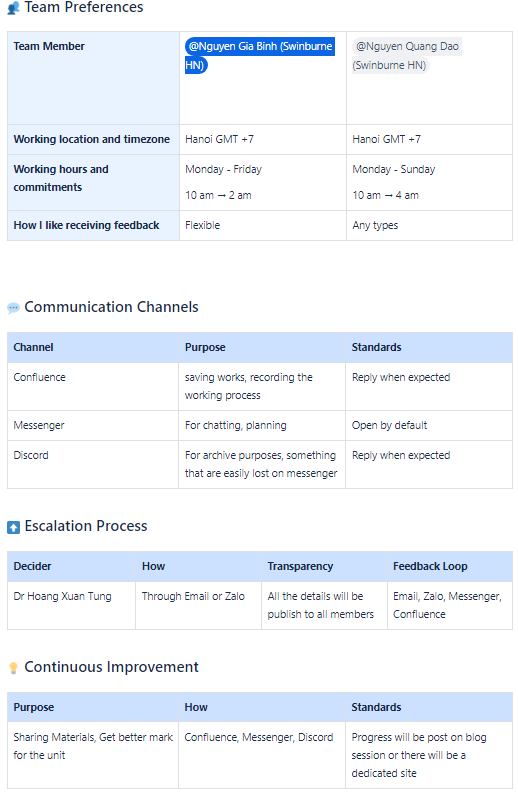 Team Preferences
Team Member
@Nguyen Gia Binh (Swinburne
HN)
@Nguyen Quang Dao
(Swinburne HN)
Working location and timezone
Hanoi GMT +7
Hanoi GMT +7
Working hours and
commitments
Monday - Friday
10 am → 2 am
Monday - Sunday
10 am → 4 am
How I like receiving feedback
Flexible
Any types
Communication Channels
Channel
Purpose
Standards
Confluence
saving works, recording the
working process
Reply when expected
Messenger
For chatting, planning
Open by default
Discord
For archive purposes, something
that are easily lost on messenger
Reply when expected
Escalation Process
Decider
How
Transparency
Feedback Loop
Dr Hoang Xuan Tung
Through Email or Zalo
All the details will be
publish to all members
Email, Zalo, Messenger,
Confluence
Continuous Improvement
Purpose
How
Standards
Sharing Materials, Get better mark
for the unit
Confluence, Messenger, Discord
Progress will be post on blog
session or there will be a
dedicated site